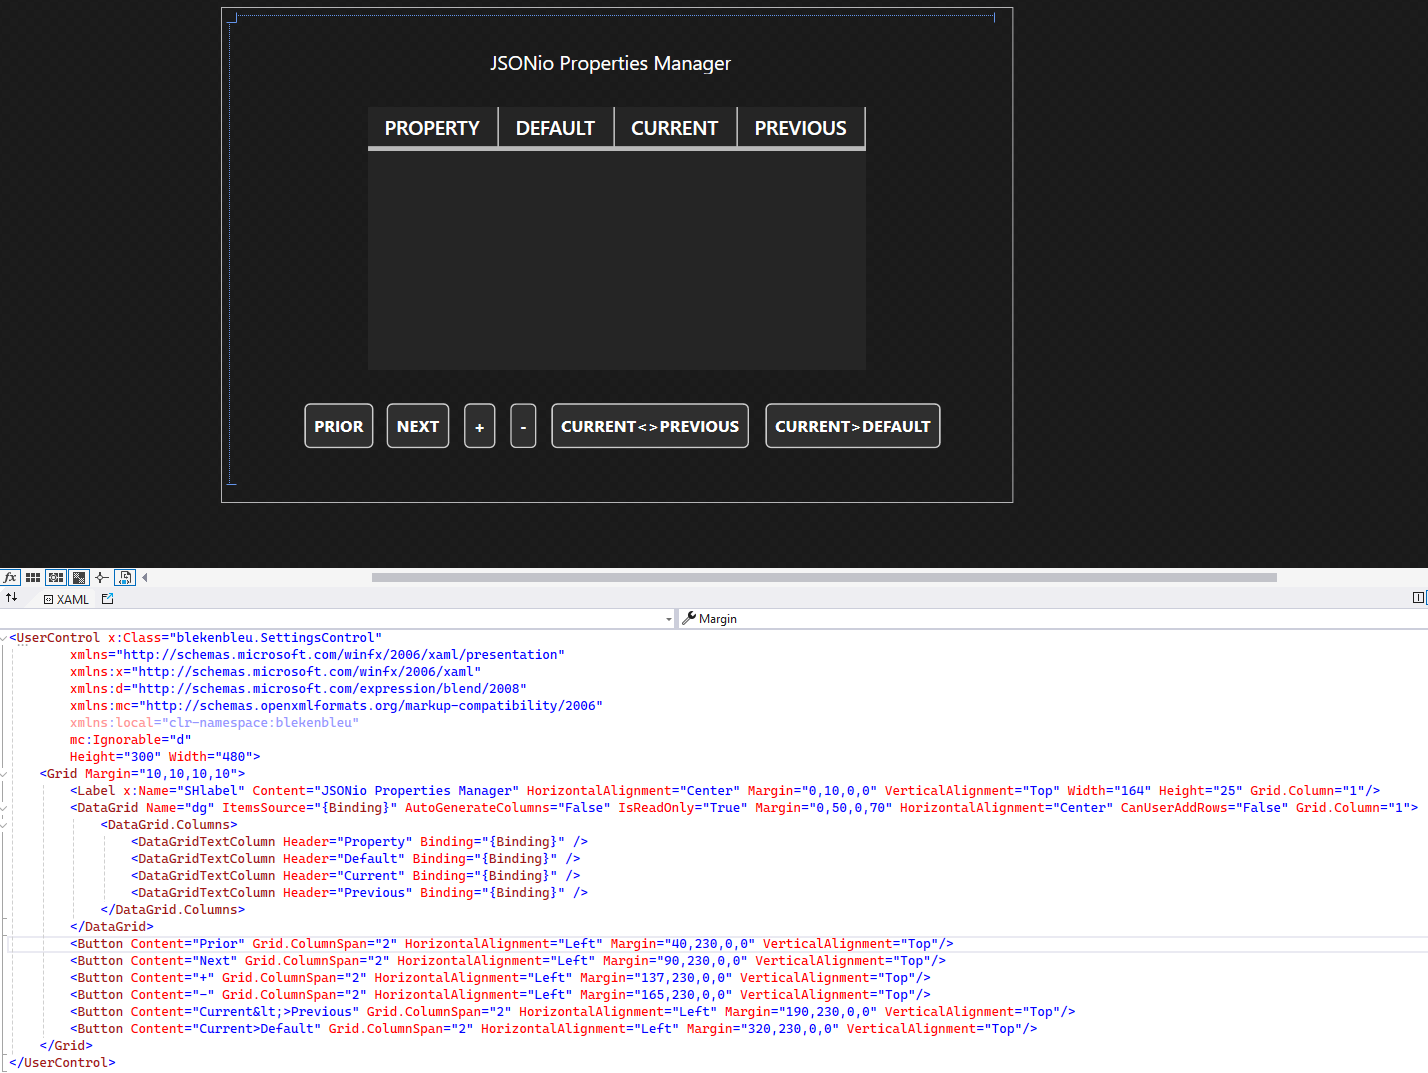 JSONio Properties Manager
PROPERTY DEFAULT CURRENT PREVIOUS
PRIOR NEXT + - CURRENT<>PREVIOUS CURRENT>DEFAULT
fx
XAML
Margin
<UserControl x:Class="blekenbleu.SettingsControl"
xmlns="http://schemas.microsoft.com/winfx/2006/xaml/presentation"
xmlns:x="http://schemas.microsoft.com/winfx/2006/xaml"
xmlns:d="http://schemas.microsoft.com/expression/blend/2008"
xmlns:mc="http://schemas.openxmlformats.org/markup-compatibility/2006"
xmlns:local="clr-namespace:blekenbleu"
mc:Ignorable="d"
Height="300" Width="480">
<Grid Margin="10,10,10,10">
<Label x:Name="SHlabel" Content="JSONio Properties Manager" HorizontalAlignment="Center" Margin="0,10,0,0" VerticalAlignment="Top" Width="164" Height="25" Grid.Column="1"/>
<DataGrid Name="dg" ItemsSource="{Binding}" AutoGenerateColumns="False" IsReadOnly="True" Margin="0,50,0,70" HorizontalAlignment="Center" CanUserAddRows="False" Grid.Column="1">
<DataGrid.Columns>
<DataGridTextColumn Header="Property" Binding="{Binding}" />
<DataGridTextColumn Header="Default" Binding="{Binding}" />
<DataGridTextColumn Header="Current" Binding="{Binding}" />
<DataGridTextColumn Header="Previous" Binding="{Binding}" />
</DataGrid.Columns>
</DataGrid>
<Button Content="Prior" Grid.ColumnSpan="2" HorizontalAlignment="Left" Margin="40,230,0,0" VerticalAlignment="Top"/>
<Button Content="Next" Grid.ColumnSpan="2" HorizontalAlignment="Left" Margin="90,230,0,0" VerticalAlignment="Top"/>
<Button Content="+" Grid.ColumnSpan="2" HorizontalAlignment="Left" Margin="137,230,0,0" VerticalAlignment="Top"/>
<Button Content="-" Grid.ColumnSpan="2" HorizontalAlignment="Left" Margin="165,230,0,0" VerticalAlignment="Top"/>
<Button Content="Current&lt;>Previous" Grid.ColumnSpan="2" HorizontalAlignment="Left" Margin="190,230,0,0" VerticalAlignment="Top"/>
<Button Content="Current>Default" Grid.ColumnSpan="2" HorizontalAlignment="Left" Margin="320,230,0,0" VerticalAlignment="Top"/>
</Grid>
</UserControl>